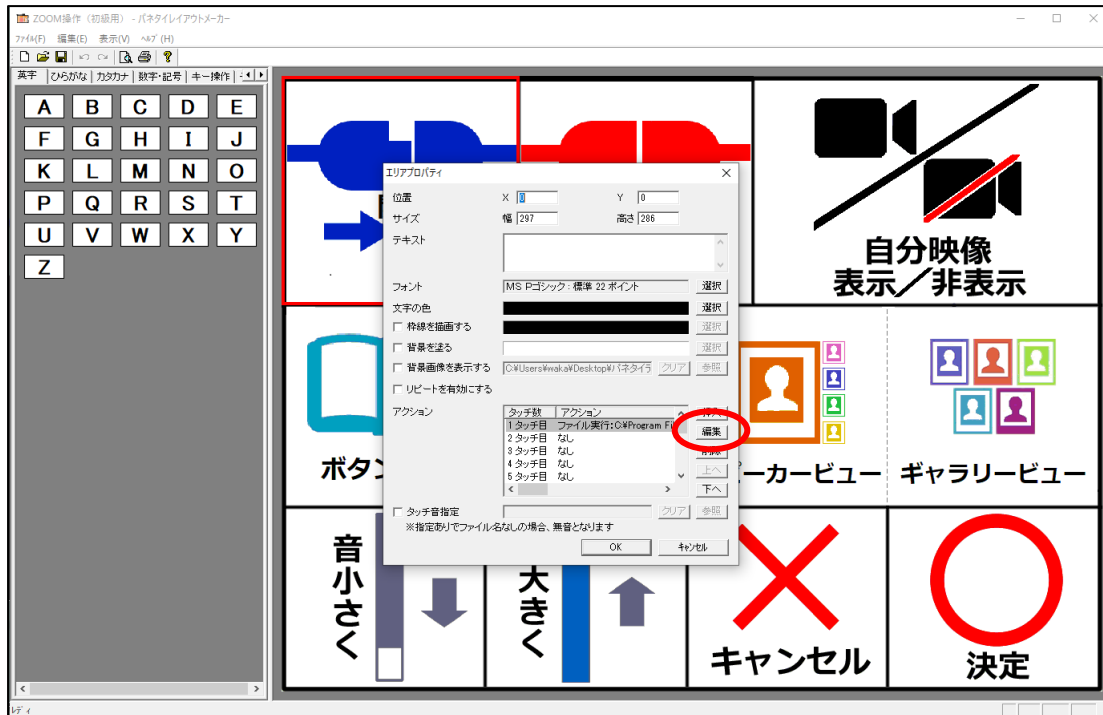 ZOOM操作（初級用） - パネタイレイアウトメーカー
ファイル(F) 編集(E) 表示(V) ヘルプ(H)
英字 ひらがな カタカナ 数字・記号 キー操作
A B C D E
F G H I J
K L M N O
P Q R S T
U V W X Y
Z
自分映像
表示／非表示
エリアプロパティ
位置 X 0 Y 0
サイズ 幅 297 高さ 286
テキスト
フォント MS Pゴシック : 標準 22 ポイント 選択
文字の色 選択
枠線を描画する 選択
背景を塗る 選択
背景画像を表示する C:¥Users¥waka¥Desktop¥パネタイラ クリア 参照
リピートを有効にする
アクション タッチ数 アクション
1 タッチ目 ファイル実行:C:¥Program Fil 編集
2 タッチ目 なし
3 タッチ目 なし
4 タッチ目 なし 上へ
5 タッチ目 なし 下へ
タッチ音指定 クリア 参照
※指定ありでファイル名なしの場合、無音となります
OK キャンセル
ボタン
ーカービュー
ギャラリービュー
音小さく
大きく
キャンセル
決定
レディ